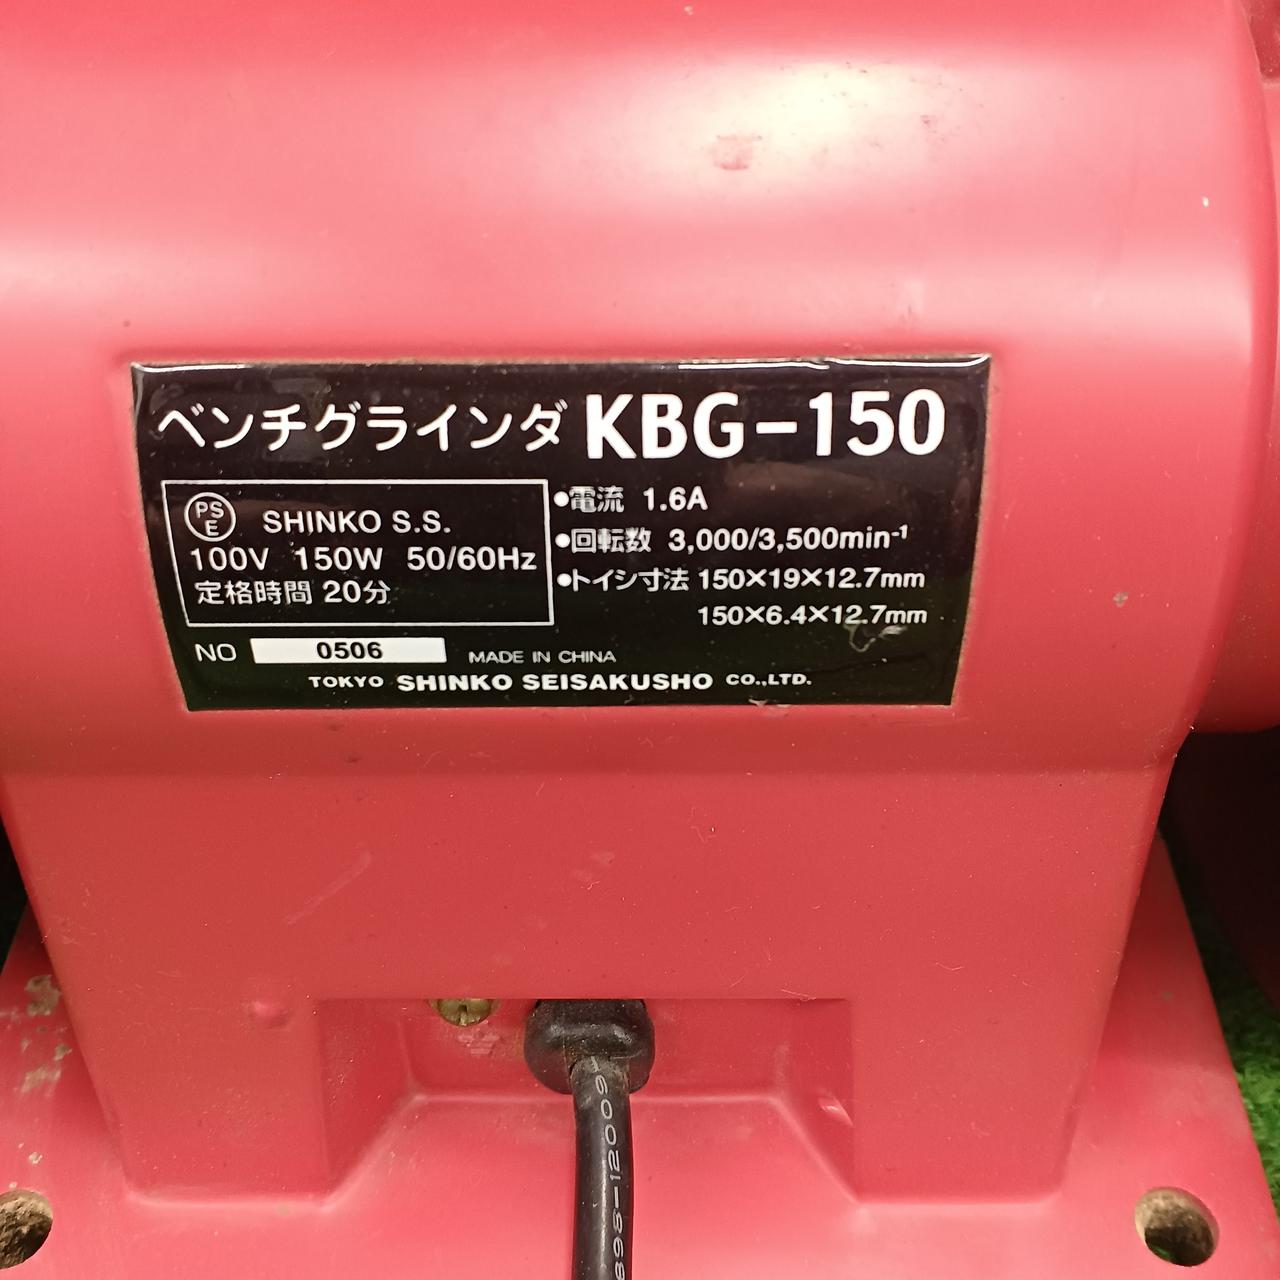 ベンチグラインダ KBG-150
PS
E
SHINKO S.S.
100V 150W 50/60Hz
定格時間 20分
●電流 1.6A
●回転数 3,000/3,500min⁻¹
●トイシ寸法 150×19×12.7mm
150×6.4×12.7mm
NO 0506 MADE IN CHINA
TOKYO SHINKO SEISAKUSHO CO.,LTD.
898-12009